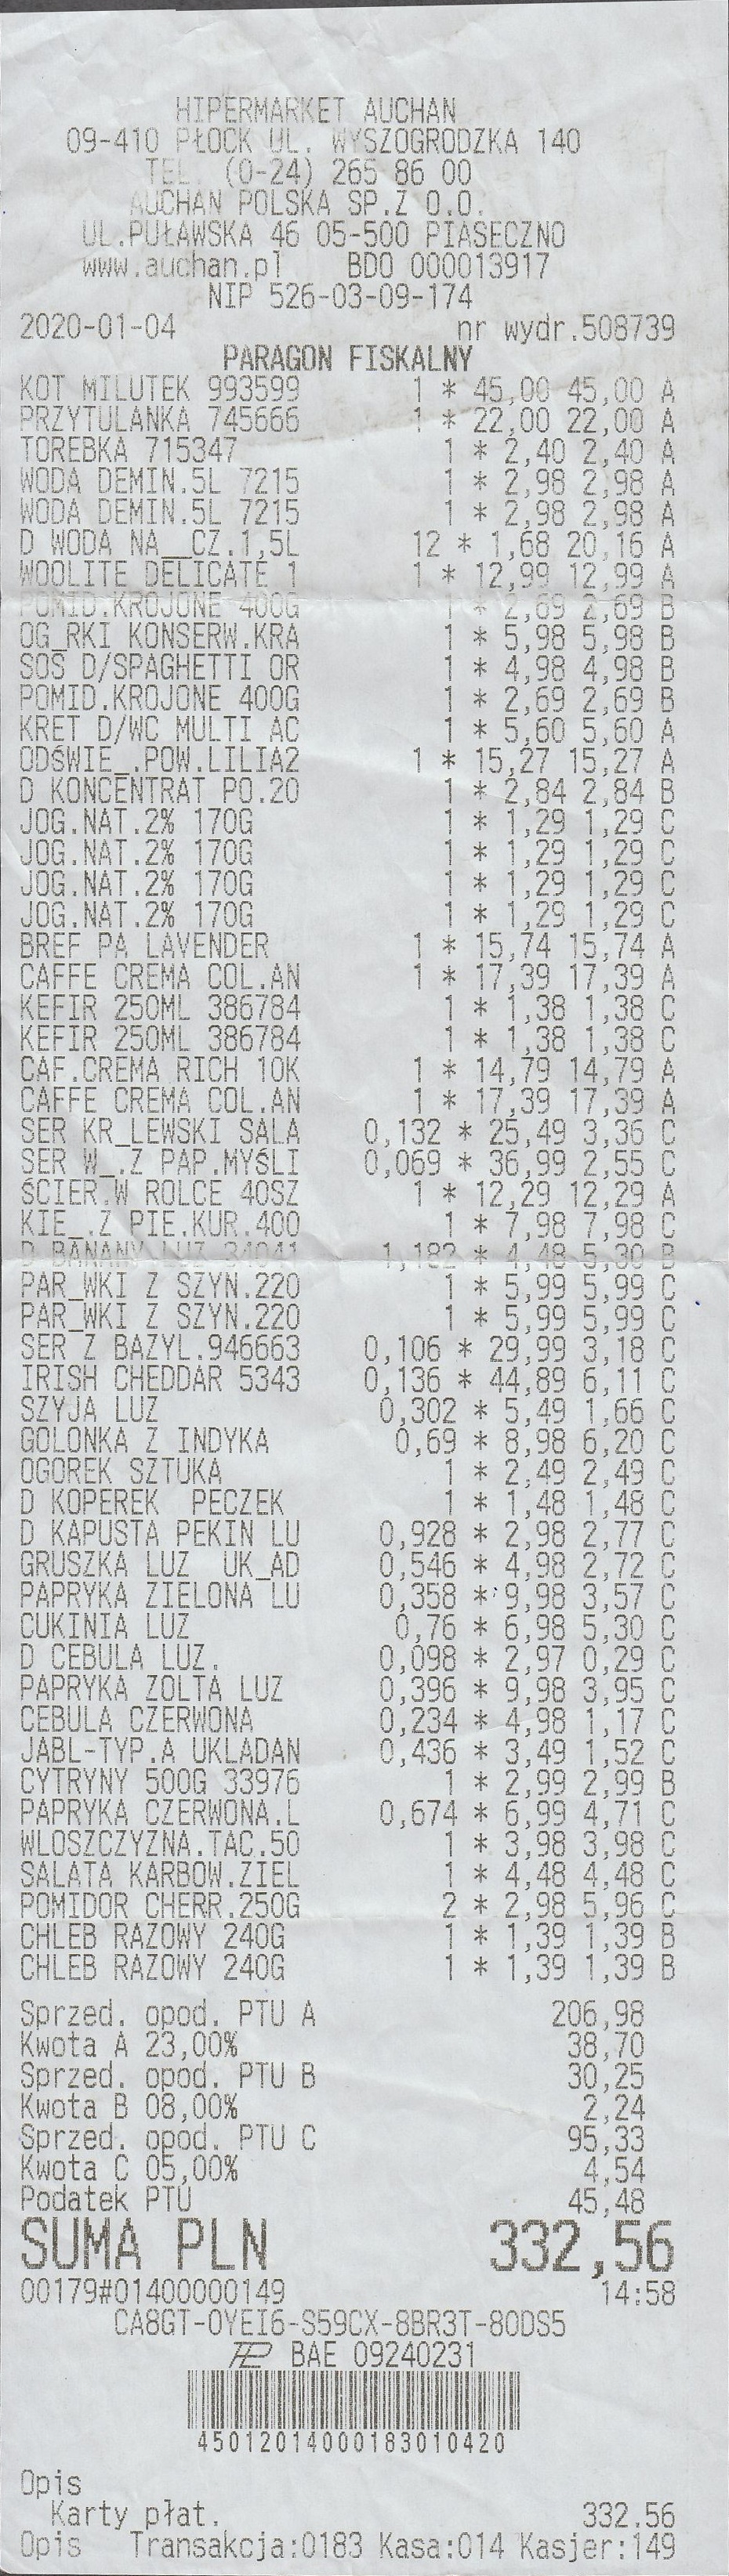 HIPERMARKET AUCHAN
09-410 PŁOCK UL. WYSZOGRODZKA 140
TEL. (0-24) 265 86 00
AUCHAN POLSKA SP.Z O.O.
UL.PUŁAWSKA 46 05-500 PIASECZNO
www.auchan.pl BDO 000013917
NIP 526-03-09-174
2020-01-04 nr wydr.508739
PARAGON FISKALNY
KOT MILUTEK 993599 1 * 45,00 45,00 A
PRZYTULANKA 745666 1 * 22,00 22,00 A
TOREBKA 715347 1 * 2,40 2,40 A
WODA DEMIN.5L 7215 1 * 2,98 2,98 A
WODA DEMIN.5L 7215 1 * 2,98 2,98 A
D WODA NA__CZ.1,5L 12 * 1,68 20,16 A
WOOLITE DELICATE 1 1 * 12,99 12,99 A
POMID.KROJONE 400G 1 * 2,69 2,69 B
OG_RKI KONSERW.KRA 1 * 5,98 5,98 B
SOS D/SPAGHETTI OR 1 * 4,98 4,98 B
POMID.KROJONE 400G 1 * 2,69 2,69 B
KRET D/WC MULTI AC 1 * 5,60 5,60 A
ODŚWIE_.POW.LILIA2 1 * 15,27 15,27 A
D KONCENTRAT PO.20 1 * 2,84 2,84 B
JOG.NAT.2% 170G 1 * 1,29 1,29 C
JOG.NAT.2% 170G 1 * 1,29 1,29 C
JOG.NAT.2% 170G 1 * 1,29 1,29 C
JOG.NAT.2% 170G 1 * 1,29 1,29 C
BREF PA LAVENDER 1 * 15,74 15,74 A
CAFFE CREMA COL.AN 1 * 17,39 17,39 A
KEFIR 250ML 386784 1 * 1,38 1,38 C
KEFIR 250ML 386784 1 * 1,38 1,38 C
CAF.CREMA RICH 10K 1 * 14,79 14,79 A
CAFFE CREMA COL.AN 1 * 17,39 17,39 A
SER KR_LEWSKI SALA 0,132 * 25,49 3,36 C
SER W_.Z PAP.MYŚLI 0,069 * 36,99 2,55 C
ŚCIER.W ROLCE 40SZ 1 * 12,29 12,29 A
KIE_.Z PIE.KUR.400 1 * 7,98 7,98 C
D BANANY LUZ 34041 1,182 * 4,48 5,30 B
PAR_WKI Z SZYN.220 1 * 5,99 5,99 C
PAR_WKI Z SZYN.220 1 * 5,99 5,99 C
SER Z BAZYL.946663 0,106 * 29,99 3,18 C
IRISH CHEDDAR 5343 0,136 * 44,89 6,11 C
SZYJA LUZ 0,302 * 5,49 1,66 C
GOLONKA Z INDYKA 0,69 * 8,98 6,20 C
OGOREK SZTUKA 1 * 2,49 2,49 C
D KOPEREK PECZEK 1 * 1,48 1,48 C
D KAPUSTA PEKIN LU 0,928 * 2,98 2,77 C
GRUSZKA LUZ UK_AD 0,546 * 4,98 2,72 C
PAPRYKA ZIELONA LU 0,358 * 9,98 3,57 C
CUKINIA LUZ 0,76 * 6,98 5,30 C
D CEBULA LUZ. 0,098 * 2,97 0,29 C
PAPRYKA ZOLTA LUZ 0,396 * 9,98 3,95 C
CEBULA CZERWONA 0,234 * 4,98 1,17 C
JABL-TYP.A UKLADAN 0,436 * 3,49 1,52 C
CYTRYNY 500G 33976 1 * 2,99 2,99 B
PAPRYKA CZERWONA.L 0,674 * 6,99 4,71 C
WLOSZCZYZNA.TAC.50 1 * 3,98 3,98 C
SALATA KARBOW.ZIEL 1 * 4,48 4,48 C
POMIDOR CHERR.250G 2 * 2,98 5,96 C
CHLEB RAZOWY 240G 1 * 1,39 1,39 B
CHLEB RAZOWY 240G 1 * 1,39 1,39 B
Sprzed. opod. PTU A 206,98
Kwota A 23,00% 38,70
Sprzed. opod. PTU B 30,25
Kwota B 08,00% 2,24
Sprzed. opod. PTU C 95,33
Kwota C 05,00% 4,54
Podatek PTU 45,48
SUMA PLN 332,56
00179#01400000149 14:58
CA8GT-OYEI6-S59CX-8BR3T-8ODS5
BAE 09240231
450120140000183010420
Opis
Karty płat. 332.56
Opis Transakcja:0183 Kasa:014 Kasjer:149